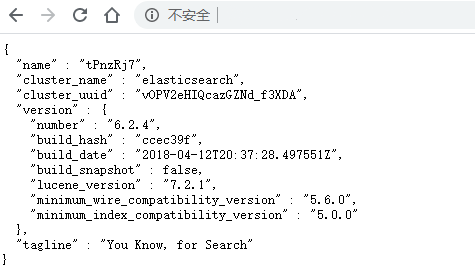 不安全
{
"name" : "tPnzRj7",
"cluster_name" : "elasticsearch",
"cluster_uuid" : "vOPV2eHIQcazGZNd_f3XDA",
"version" : {
"number" : "6.2.4",
"build_hash" : "ccec39f",
"build_date" : "2018-04-12T20:37:28.497551Z",
"build_snapshot" : false,
"lucene_version" : "7.2.1",
"minimum_wire_compatibility_version" : "5.6.0",
"minimum_index_compatibility_version" : "5.0.0"
},
"tagline" : "You Know, for Search"
}